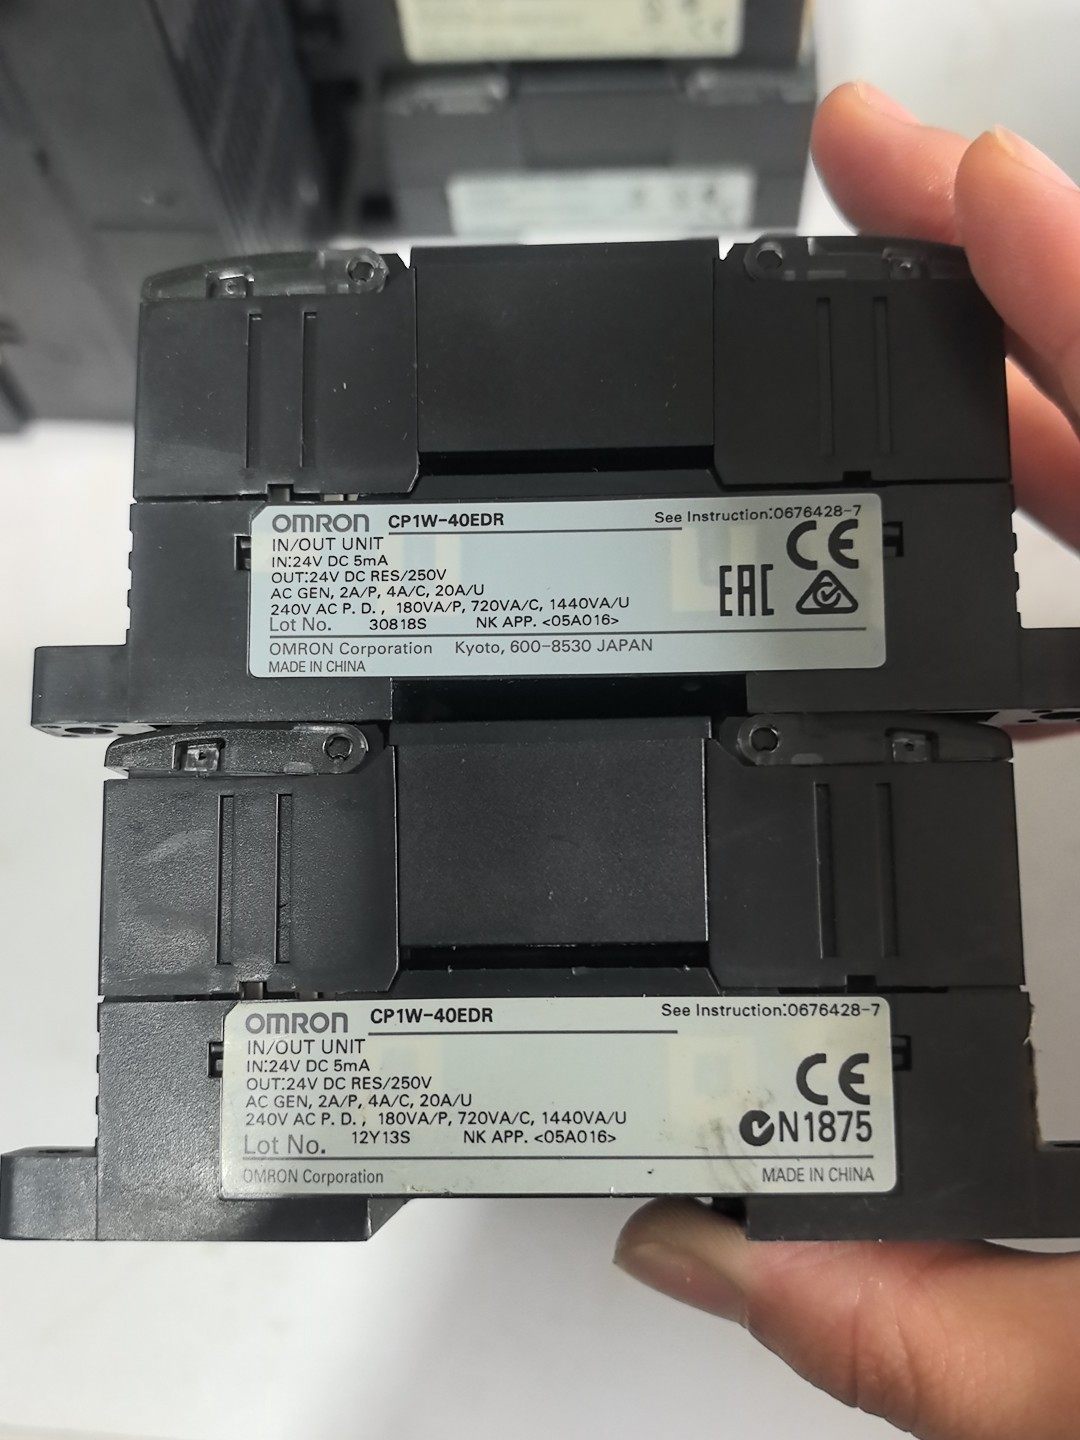 OMRON CP1W-40EDR See Instruction:0676428-7
IN/OUT UNIT
IN:24V DC 5mA
OUT:24V DC RES/250V
AC GEN, 2A/P, 4A/C, 20A/U
240V AC P. D. , 180VA/P, 720VA/C, 1440VA/U
Lot No. 30818S NK APP. <05A016>
CE
EAC
OMRON Corporation Kyoto, 600-8530 JAPAN
MADE IN CHINA
OMRON CP1W-40EDR See Instruction:0676428-7
IN/OUT UNIT
IN:24V DC 5mA
OUT:24V DC RES/250V
AC GEN, 2A/P, 4A/C, 20A/U
240V AC P. D. , 180VA/P, 720VA/C, 1440VA/U
Lot No. 12Y13S NK APP. <05A016>
CE
N1875
OMRON Corporation MADE IN CHINA